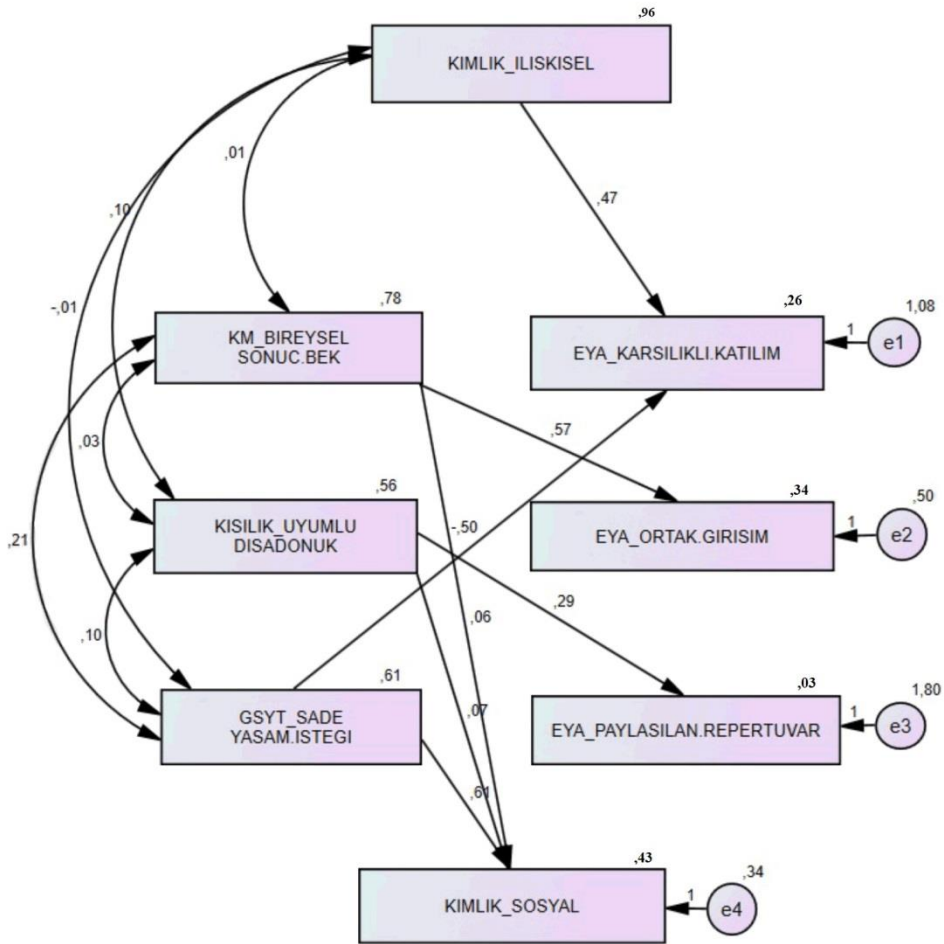 ,96
KIMLIK_ILISKISEL
,01
,47
,10
-,01
,78
KM_BIREYSEL
SONUC.BEK
,26
EYA_KARSILIKLI.KATILIM
1
1,08
e1
,03
,57
,56
KISILIK_UYUMLU
DISADONUK
-,50
,34
EYA_ORTAK.GIRISIM
1
,50
e2
,21
,10
,29
,06
,61
GSYT_SADE
YASAM.ISTEGI
,07
,03
EYA_PAYLASILAN.REPERTUVAR
1
1,80
e3
,61
,43
KIMLIK_SOSYAL
1
,34
e4